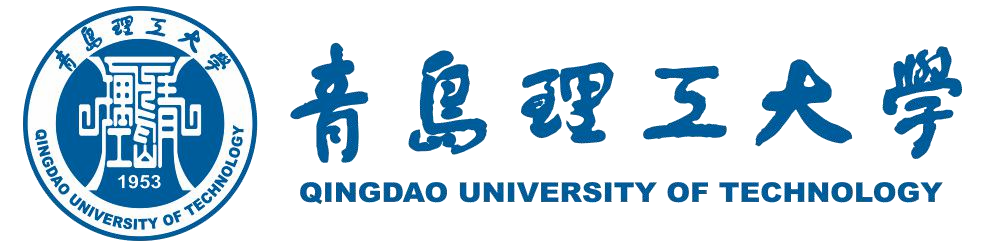 青島理工大學
1953
QINGDAO UNIVERSITY OF TECHNOLOGY
青島理工大學
QINGDAO UNIVERSITY OF TECHNOLOGY